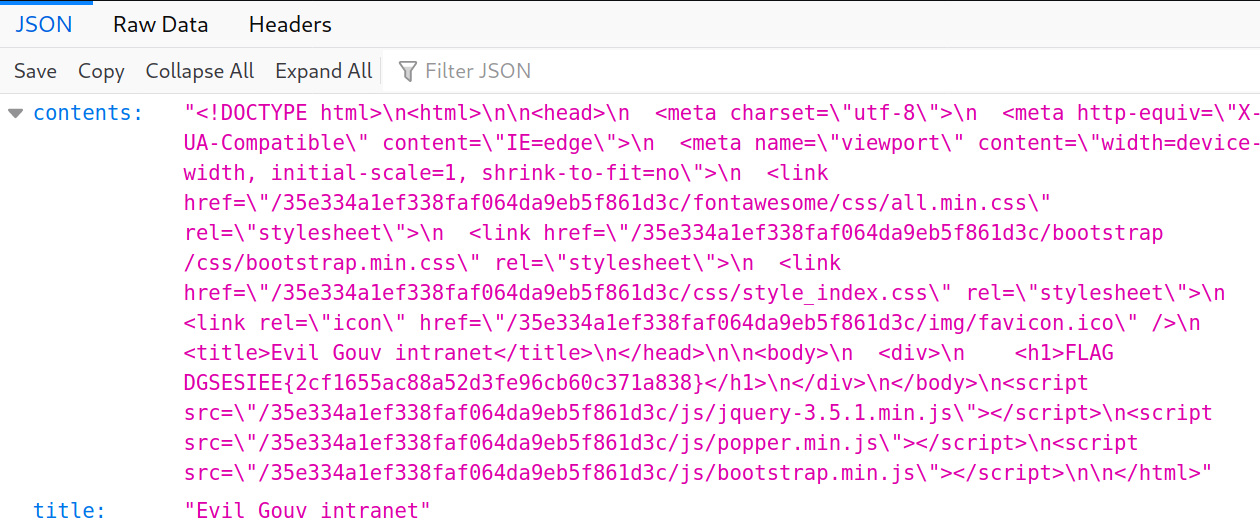 JSON Raw Data Headers
Save Copy Collapse All Expand All Filter JSON
contents: "<!DOCTYPE html>\n<html>\n\n<head>\n  <meta charset=\"utf-8\">\n  <meta http-equiv=\"X-
UA-Compatible\" content=\"IE=edge\">\n  <meta name=\"viewport\" content=\"width=device-
width, initial-scale=1, shrink-to-fit=no\">\n  <link
href=\"/35e334a1ef338faf064da9eb5f861d3c/fontawesome/css/all.min.css\"
rel=\"stylesheet\">\n  <link href=\"/35e334a1ef338faf064da9eb5f861d3c/bootstrap
/css/bootstrap.min.css\" rel=\"stylesheet\">\n  <link
href=\"/35e334a1ef338faf064da9eb5f861d3c/css/style_index.css\" rel=\"stylesheet\">\n
<link rel=\"icon\" href=\"/35e334a1ef338faf064da9eb5f861d3c/img/favicon.ico\" />\n
<title>Evil Gouv intranet</title>\n</head>\n\n<body>\n  <div>\n    <h1>FLAG
DGSESIEE{2cf1655ac88a52d3fe96cb60c371a838}</h1>\n</div>\n</body>\n<script
src=\"/35e334a1ef338faf064da9eb5f861d3c/js/jquery-3.5.1.min.js\"></script>\n<script
src=\"/35e334a1ef338faf064da9eb5f861d3c/js/popper.min.js\"></script>\n<script
src=\"/35e334a1ef338faf064da9eb5f861d3c/js/bootstrap.min.js\"></script>\n\n</html>"
title: "Evil Gouv intranet"